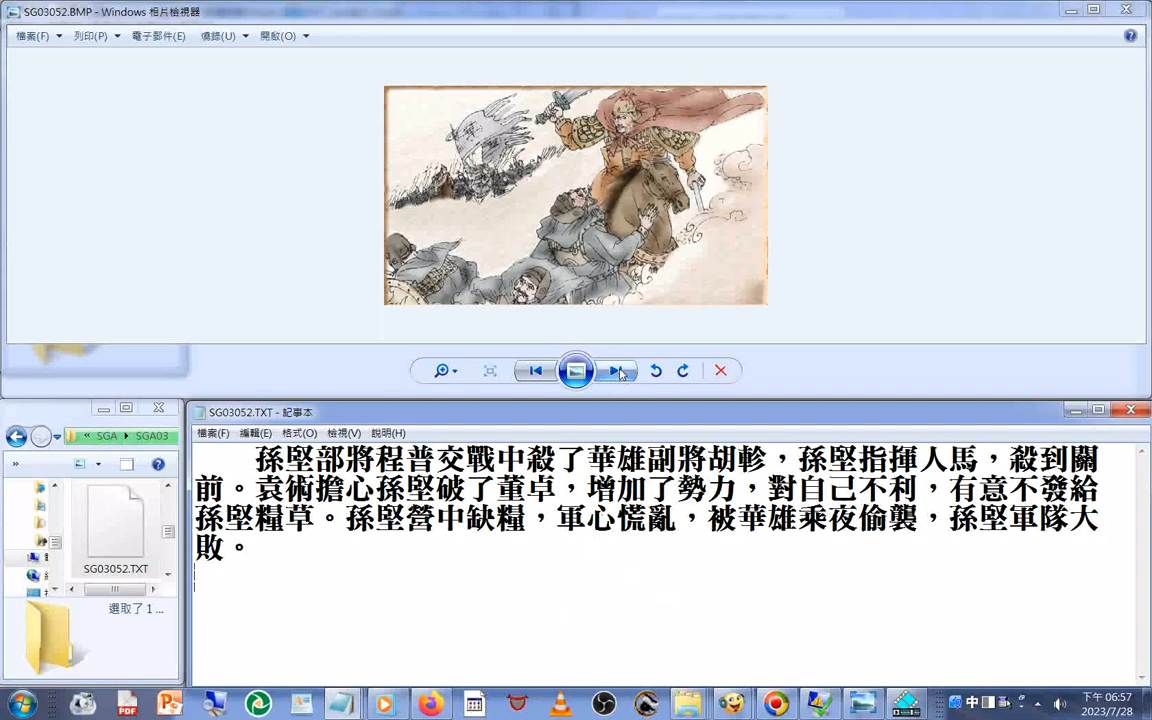 SG03052.BMP - Windows 相片檢視器
檔案(F) 列印(P) 電子郵件(E) 燒錄(U) 開啟(O)
« SGA SGA03
SG03052.TXT
選取了 1 ...
SG03052.TXT - 記事本
檔案(F) 編輯(E) 格式(O) 檢視(V) 說明(H)
孫堅部將程普交戰中殺了華雄副將胡軫，孫堅指揮人馬，殺到關
前。袁術擔心孫堅破了董卓，增加了勢力，對自己不利，有意不發給
孫堅糧草。孫堅營中缺糧，軍心慌亂，被華雄乘夜偷襲，孫堅軍隊大
敗。
PDF
中
下午 06:57
2023/7/28